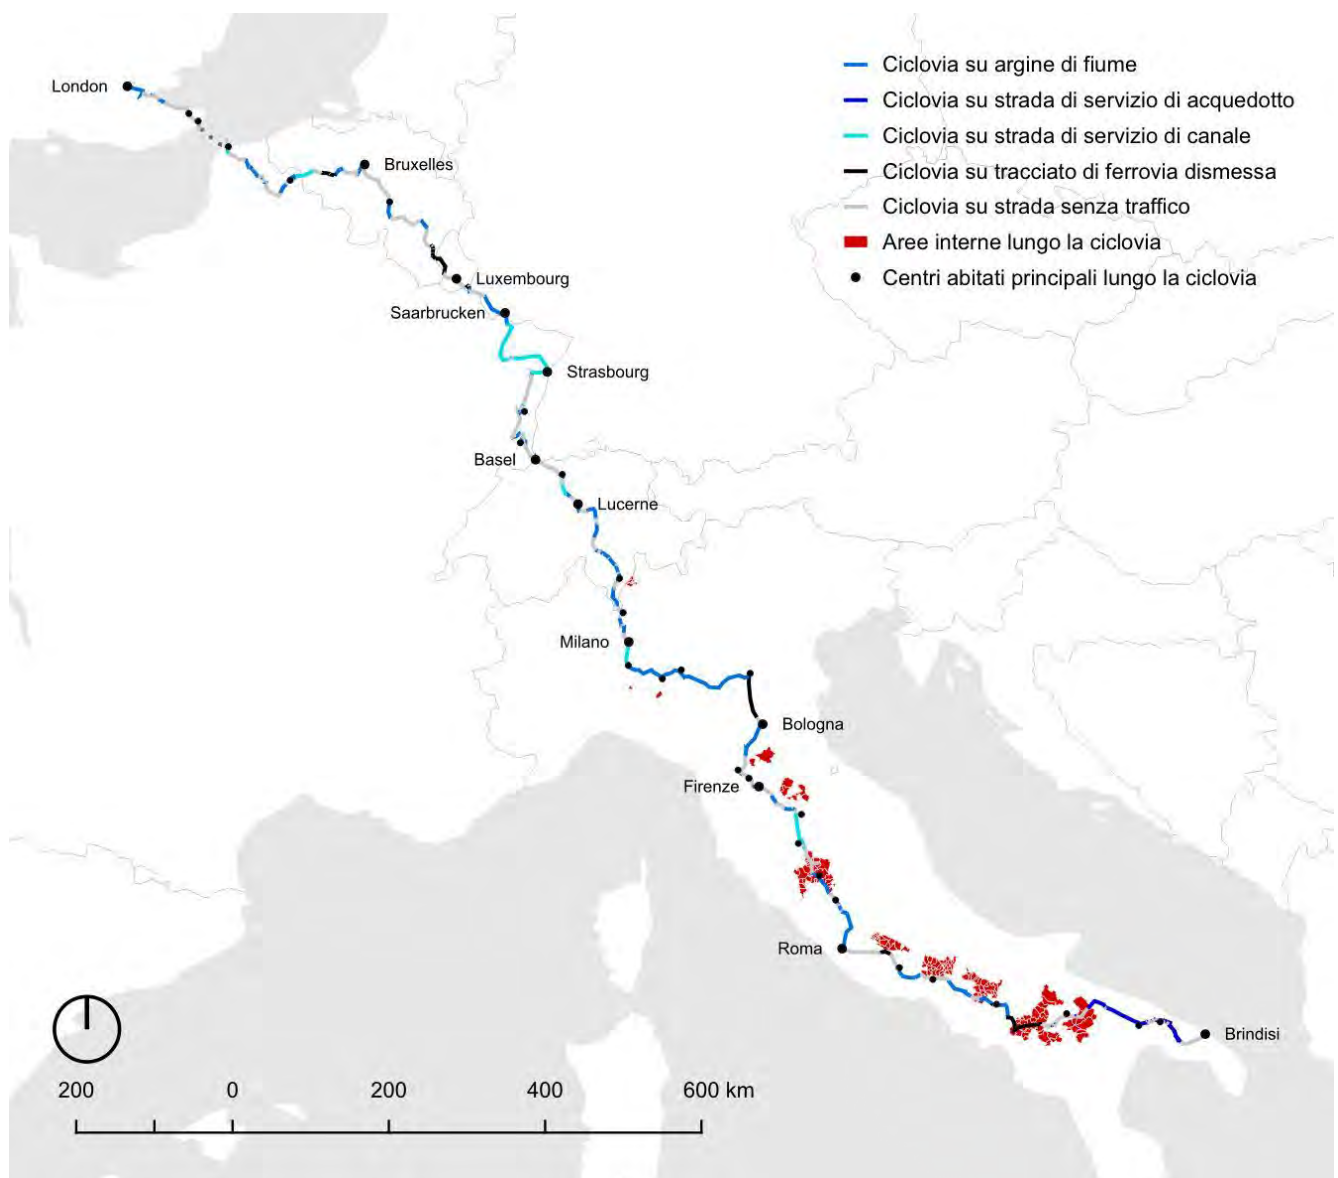 Ciclovia su argine di fiume
Ciclovia su strada di servizio di acquedotto
Ciclovia su strada di servizio di canale
Ciclovia su tracciato di ferrovia dismessa
Ciclovia su strada senza traffico
Aree interne lungo la ciclovia
Centri abitati principali lungo la ciclovia
London
Bruxelles
Luxembourg
Saarbrucken
Strasbourg
Basel
Lucerne
Milano
Bologna
Firenze
Roma
Brindisi
200 0 200 400 600 km